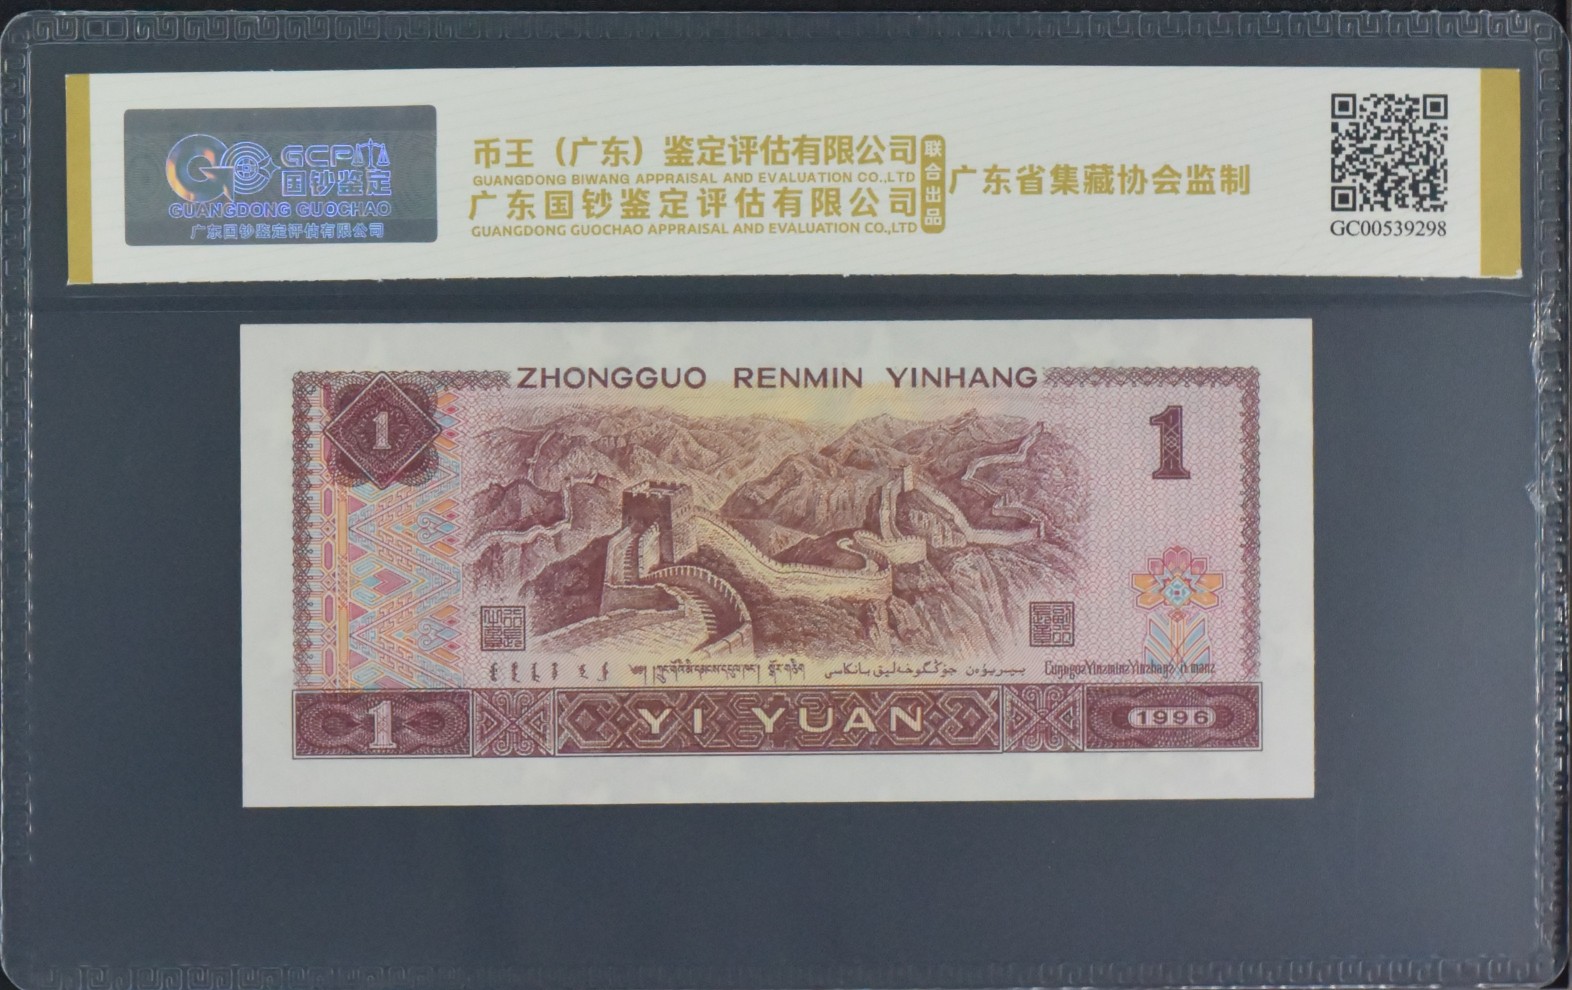 GCPA
国钞鉴定
GUANGDONG GUOCHAO
广东国钞鉴定评估有限公司
币王（广东）鉴定评估有限公司
GUANGDONG BIWANG APPRAISAL AND EVALUATION CO.,LTD
广东国钞鉴定评估有限公司
GUANGDONG GUOCHAO APPRAISAL AND EVALUATION CO.,LTD
联合出品
广东省集藏协会监制
GC00539298
ZHONGGUO RENMIN YINHANG
1
1
1
YI YUAN
1996